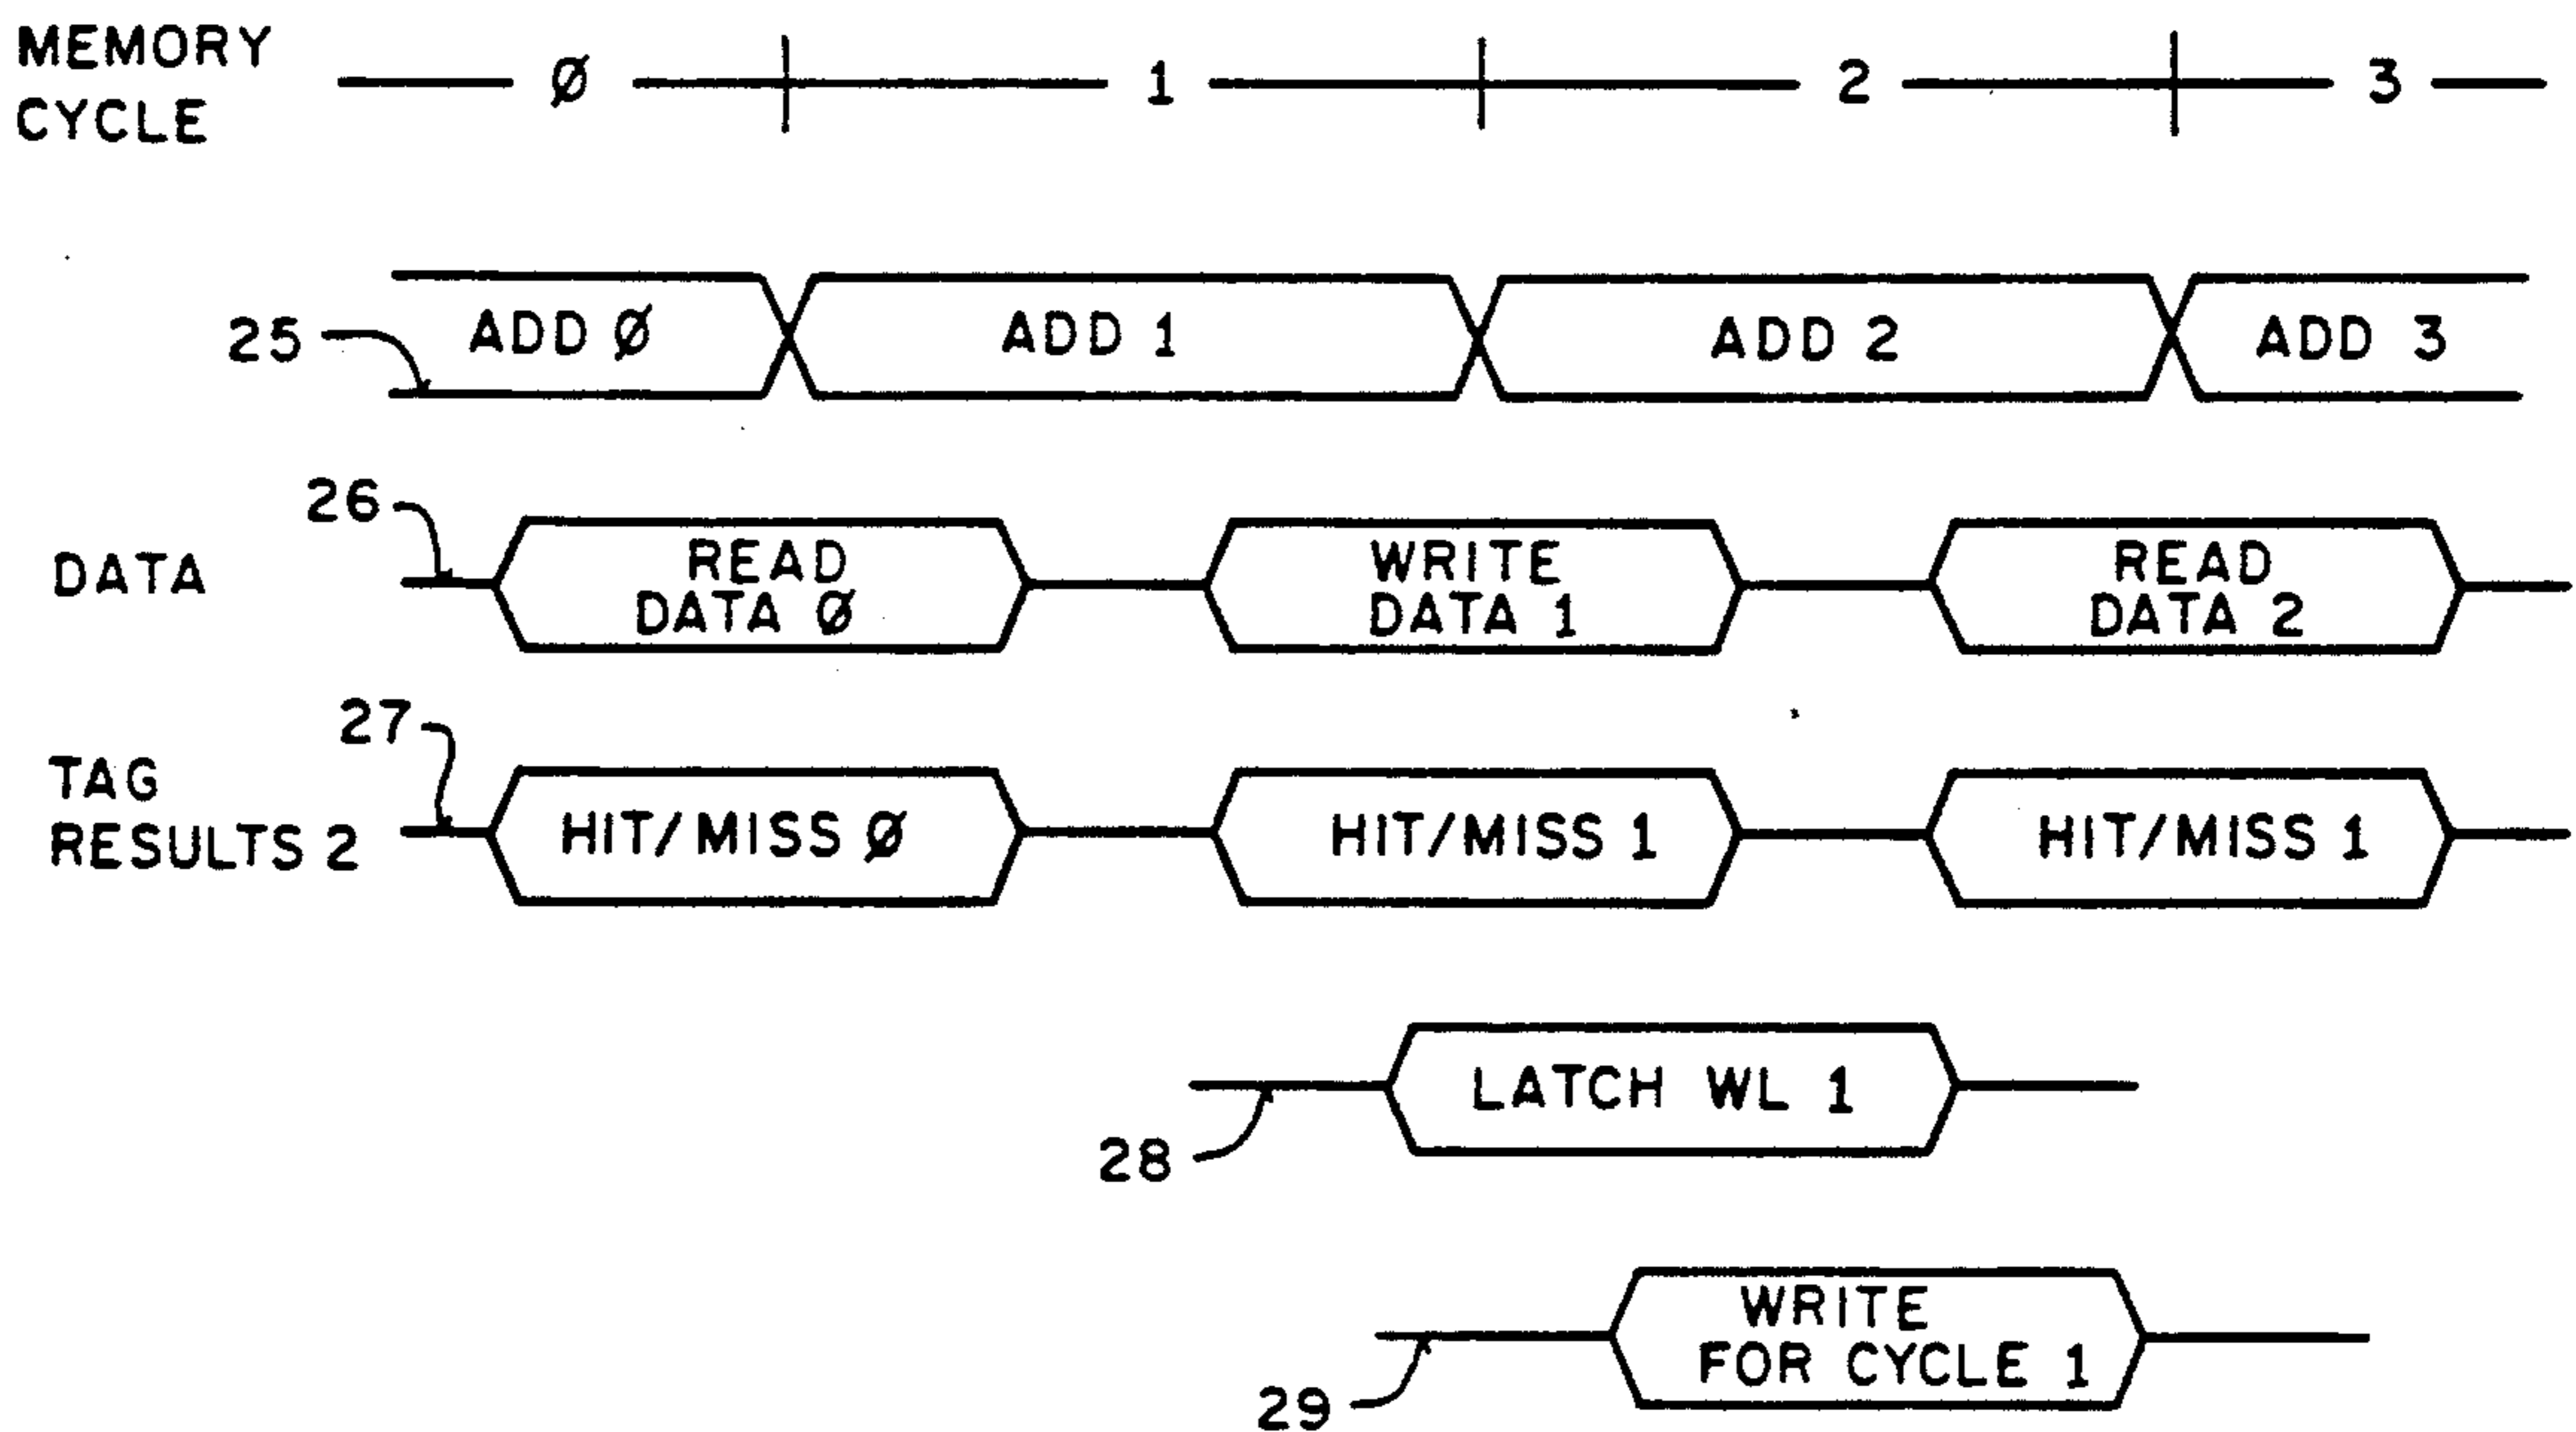 MEMORY
CYCLE
Ø 1 2 3
25 ADD Ø ADD 1 ADD 2 ADD 3
26
DATA
READ
DATA Ø
WRITE
DATA 1
READ
DATA 2
27
TAG
RESULTS 2
HIT/MISS Ø HIT/MISS 1 HIT/MISS 1
LATCH WL 1
28
WRITE
FOR CYCLE 1
29